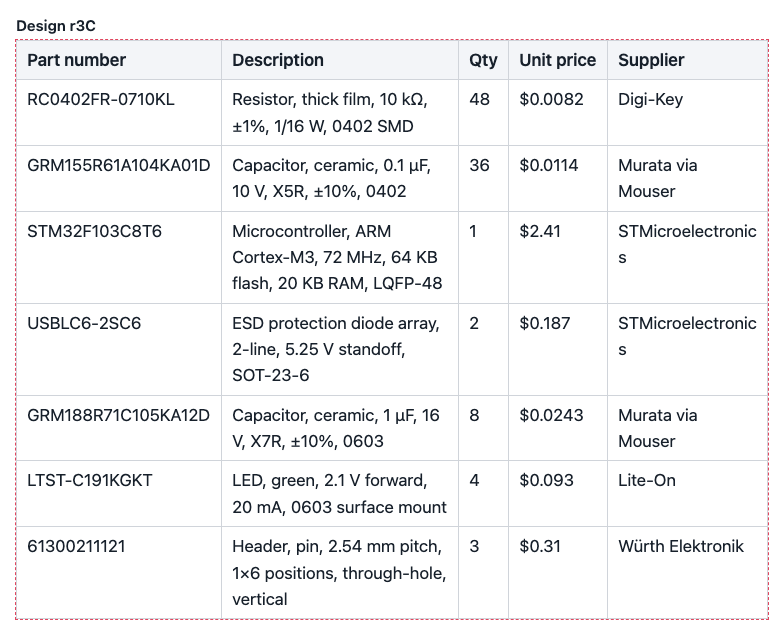 Design r3C
Part number Description Qty Unit price Supplier
RC0402FR-0710KL Resistor, thick film, 10 kΩ, 48 $0.0082 Digi-Key
±1%, 1/16 W, 0402 SMD
GRM155R61A104KA01D Capacitor, ceramic, 0.1 µF, 36 $0.0114 Murata via
10 V, X5R, ±10%, 0402 Mouser
STM32F103C8T6 Microcontroller, ARM 1 $2.41 STMicroelectronic
Cortex-M3, 72 MHz, 64 KB s
flash, 20 KB RAM, LQFP-48
USBLC6-2SC6 ESD protection diode array, 2 $0.187 STMicroelectronic
2-line, 5.25 V standoff, s
SOT-23-6
GRM188R71C105KA12D Capacitor, ceramic, 1 µF, 16 8 $0.0243 Murata via
V, X7R, ±10%, 0603 Mouser
LTST-C191KGKT LED, green, 2.1 V forward, 4 $0.093 Lite-On
20 mA, 0603 surface mount
61300211121 Header, pin, 2.54 mm pitch, 3 $0.31 Würth Elektronik
1×6 positions, through-hole,
vertical